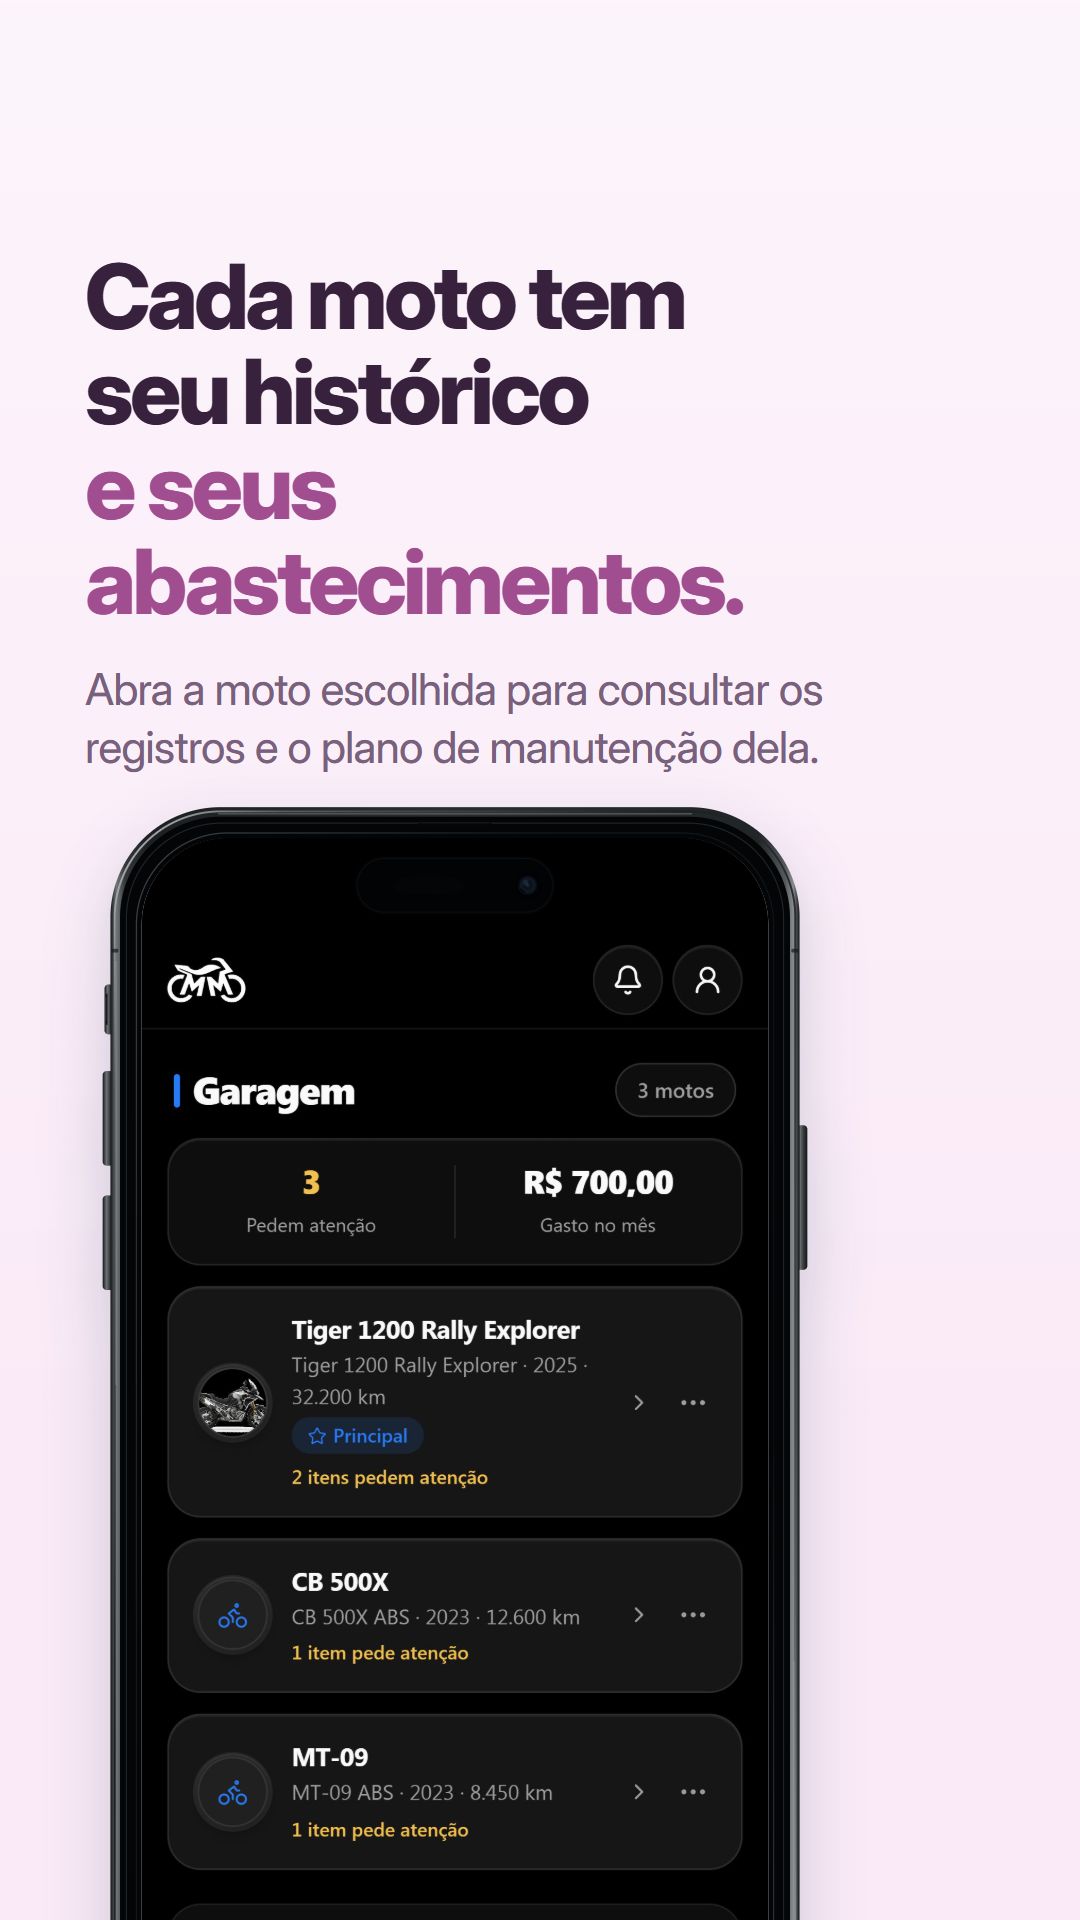 Cada moto tem
seu histórico
e seus
abastecimentos.
Abra a moto escolhida para consultar os
registros e o plano de manutenção dela.
MM
Garagem
3 motos
3
Pedem atenção
R$ 700,00
Gasto no mês
Tiger 1200 Rally Explorer
Tiger 1200 Rally Explorer · 2025 ·
32.200 km
Principal
2 itens pedem atenção
CB 500X
CB 500X ABS · 2023 · 12.600 km
1 item pede atenção
MT-09
MT-09 ABS · 2023 · 8.450 km
1 item pede atenção